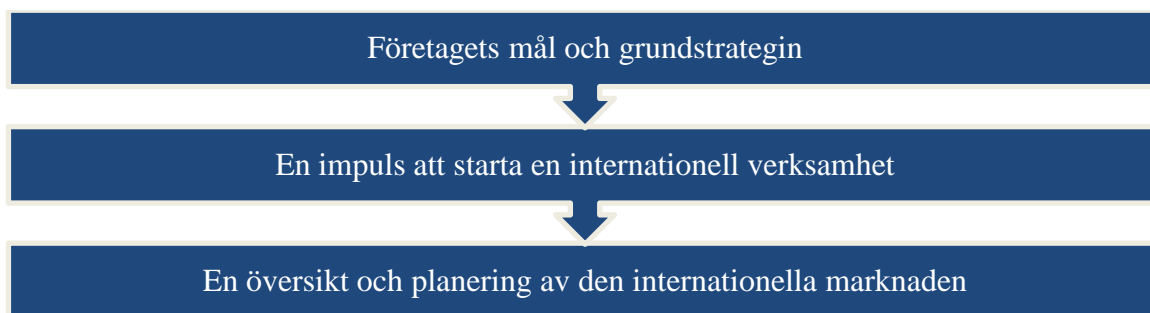 Företagets mål och grundstrategin
En impuls att starta en internationell verksamhet
En översikt och planering av den internationella marknaden